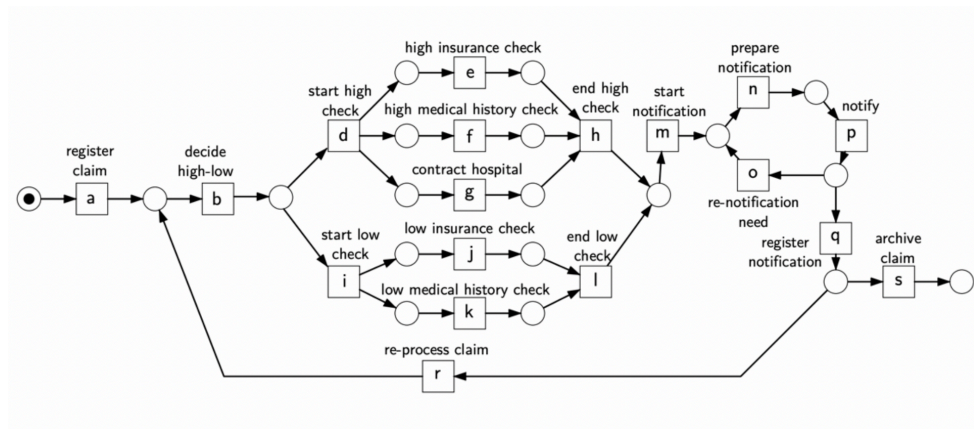 high insurance check
e
prepare
notification
n
start high
check
d
high medical history check
f
end high
check
h
start
notification
m
notify
p
register
claim
a
decide
high-low
b
contract hospital
g
o
re-notification
need
start low
check
i
low insurance check
j
end low
check
l
register
notification
q
archive
claim
s
low medical history check
k
re-process claim
r